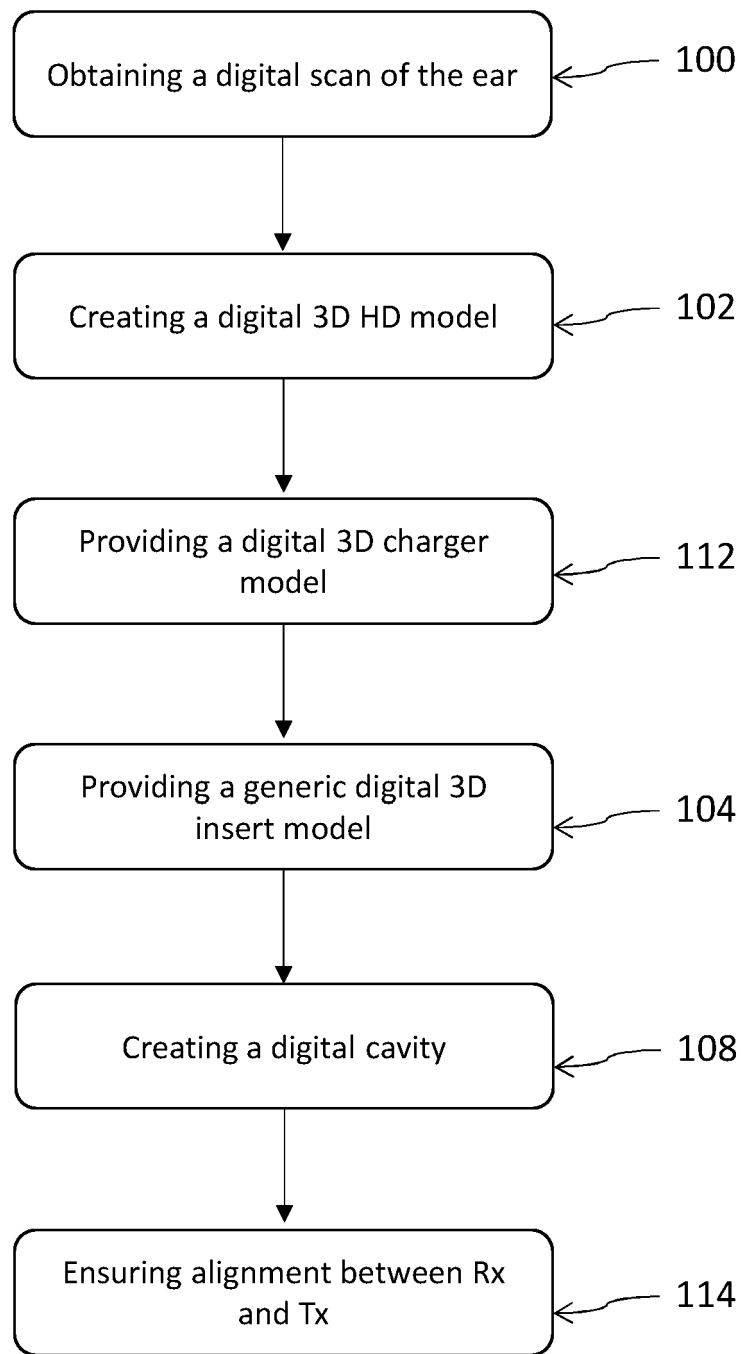 Obtaining a digital scan of the ear
100
Creating a digital 3D HD model
102
Providing a digital 3D charger
model
112
Providing a generic digital 3D
insert model
104
Creating a digital cavity
108
Ensuring alignment between Rx
and Tx
114